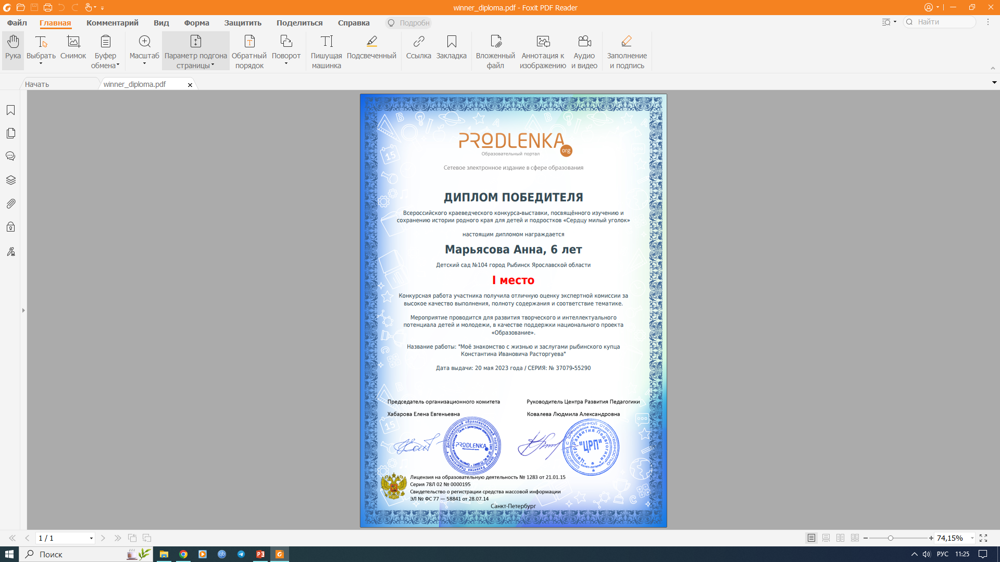 winner_diploma.pdf - Foxit PDF Reader
Файл Главная Комментарий Вид Форма Защитить Поделиться Справка Подробн
Найти
Рука Выбрать Снимок Буфер обмена Масштаб Параметр подгона страницы Обратный порядок Поворот Пишущая машинка Подсвеченный Ссылка Закладка Вложенный файл Аннотация к изображению Аудио и видео Заполнение и подпись
Начать winner_diploma.pdf
PRODLENKA
org
Образовательный портал
Сетевое электронное издание в сфере образования
ДИПЛОМ ПОБЕДИТЕЛЯ
Всероссийского краеведческого конкурса-выставки, посвящённого изучению и
сохранению истории родного края для детей и подростков «Сердцу милый уголок»
настоящим дипломом награждается
Марьясова Анна, 6 лет
Детский сад №104 город Рыбинск Ярославской области
I место
Конкурсная работа участника получила отличную оценку экспертной комиссии за
высокое качество выполнения, полноту содержания и соответствие тематике.
Мероприятие проводится для развития творческого и интеллектуального
потенциала детей и молодежи, в качестве поддержки национального проекта
«Образование».
Название работы: "Моё знакомство с жизнью и заслугами рыбинского купца
Константина Ивановича Расторгуева"
Дата выдачи: 20 мая 2023 года / СЕРИЯ: № 37079-55290
Председатель организационного комитета
Хабарова Елена Евгеньевна
Руководитель Центра Развития Педагогики
Ковалева Людмила Александровна
PRODLENKA
"ЦРП"
Лицензия на образовательную деятельность № 1283 от 21.01.15
Серия 78Л 02 № 0000195
Свидетельство о регистрации средства массовой информации
ЭЛ № ФС 77 — 58841 от 28.07.14
Санкт-Петербург
1 / 1
74,15%
Поиск
РУС 11:25